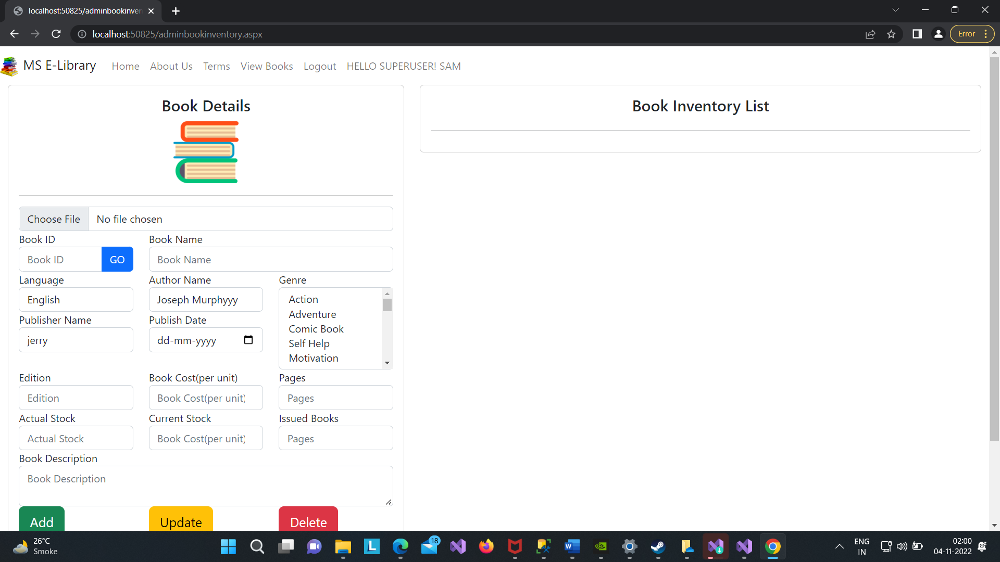 localhost:50825/adminbookinven
localhost:50825/adminbookinventory.aspx
Error
MS E-Library Home About Us Terms View Books Logout HELLO SUPERUSER! SAM
Book Details
Choose File No file chosen
Book ID Book Name
Book ID GO Book Name
Language Author Name Genre
English Joseph Murphyyy
Action
Adventure
Comic Book
Self Help
Motivation
Publisher Name Publish Date
jerry dd-mm-yyyy
Edition Book Cost(per unit) Pages
Edition Book Cost(per unit) Pages
Actual Stock Current Stock Issued Books
Actual Stock Book Cost(per unit) Pages
Book Description
Book Description
Add Update Delete
Book Inventory List
26°C
Smoke
L
18
W
ENG
IN
02:00
04-11-2022